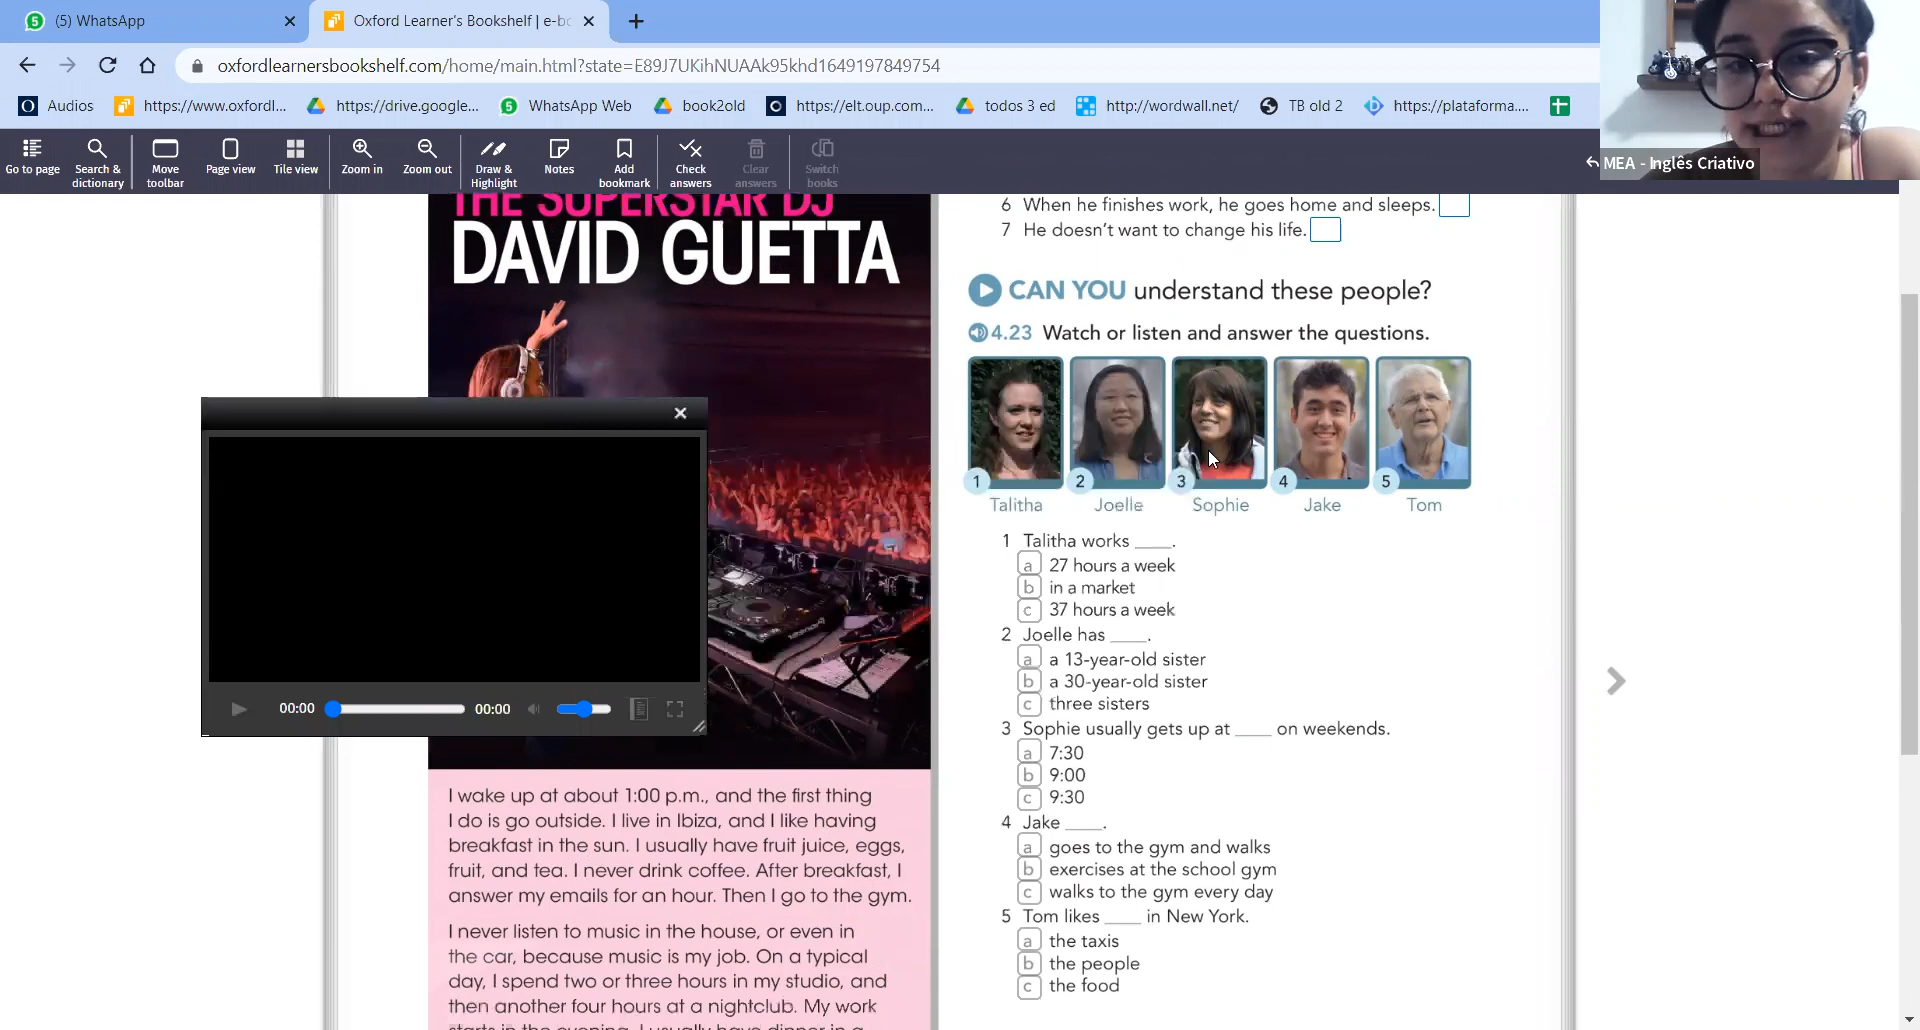 (5) WhatsApp
Oxford Learner's Bookshelf | e-bo
oxfordlearnersbookshelf.com/home/main.html?state=E89J7UKihNUAAk95khd1649197849754
Audios https://www.oxfordl... https://drive.google... WhatsApp Web book2old https://elt.oup.com... todos 3 ed http://wordwall.net/ TB old 2 https://plataforma....
Go to page
Search & dictionary
Move toolbar
Page view
Tile view
Zoom in
Zoom out
Draw & Highlight
Notes
Add bookmark
Check answers
Clear answers
Switch books
MEA - Inglês Criativo
THE SUPERSTAR DJ
DAVID GUETTA
00:00 00:00
I wake up at about 1:00 p.m., and the first thing
I do is go outside. I live in Ibiza, and I like having
breakfast in the sun. I usually have fruit juice, eggs,
fruit, and tea. I never drink coffee. After breakfast, I
answer my emails for an hour. Then I go to the gym.
I never listen to music in the house, or even in
the car, because music is my job. On a typical
day, I spend two or three hours in my studio, and
then another four hours at a nightclub. My work
starts in the evening. I usually have dinner in a
6 When he finishes work, he goes home and sleeps.
7 He doesn't want to change his life.
CAN YOU understand these people?
4.23 Watch or listen and answer the questions.
1 2 3 4 5
Talitha Joelle Sophie Jake Tom
1 Talitha works ____.
a 27 hours a week
b in a market
c 37 hours a week
2 Joelle has ____.
a a 13-year-old sister
b a 30-year-old sister
c three sisters
3 Sophie usually gets up at ____ on weekends.
a 7:30
b 9:00
c 9:30
4 Jake ____.
a goes to the gym and walks
b exercises at the school gym
c walks to the gym every day
5 Tom likes ____ in New York.
a the taxis
b the people
c the food